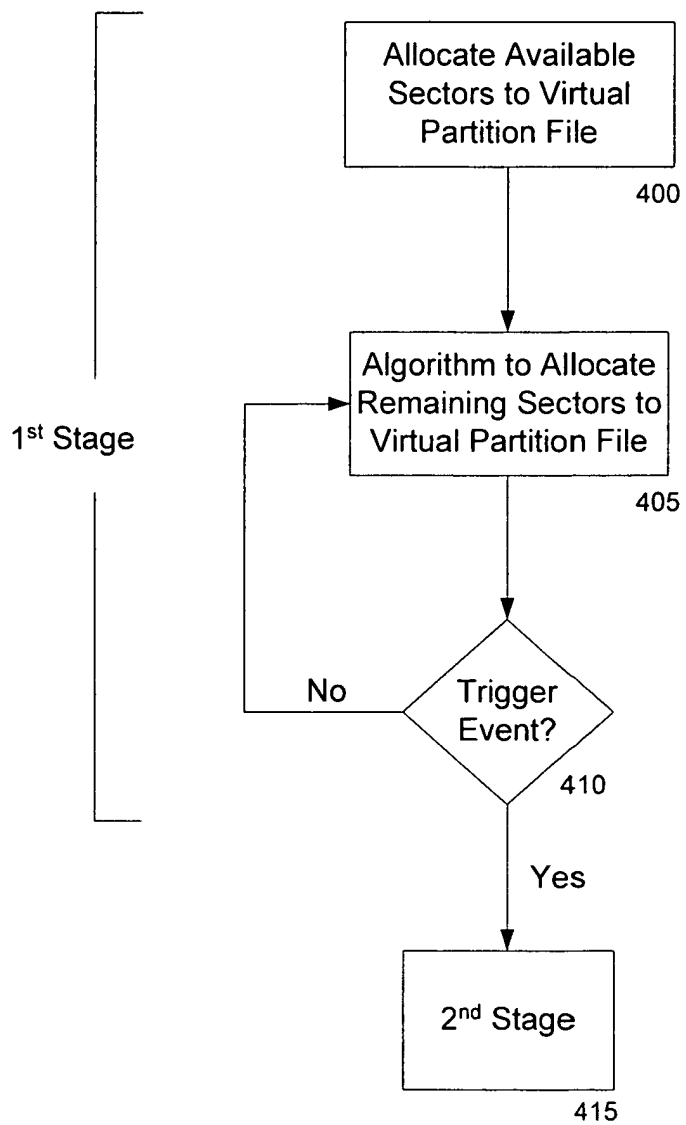 Allocate Available
Sectors to Virtual
Partition File
400
Algorithm to Allocate
Remaining Sectors to
Virtual Partition File
405
1st Stage
No
Trigger
Event?
410
Yes
2nd Stage
415